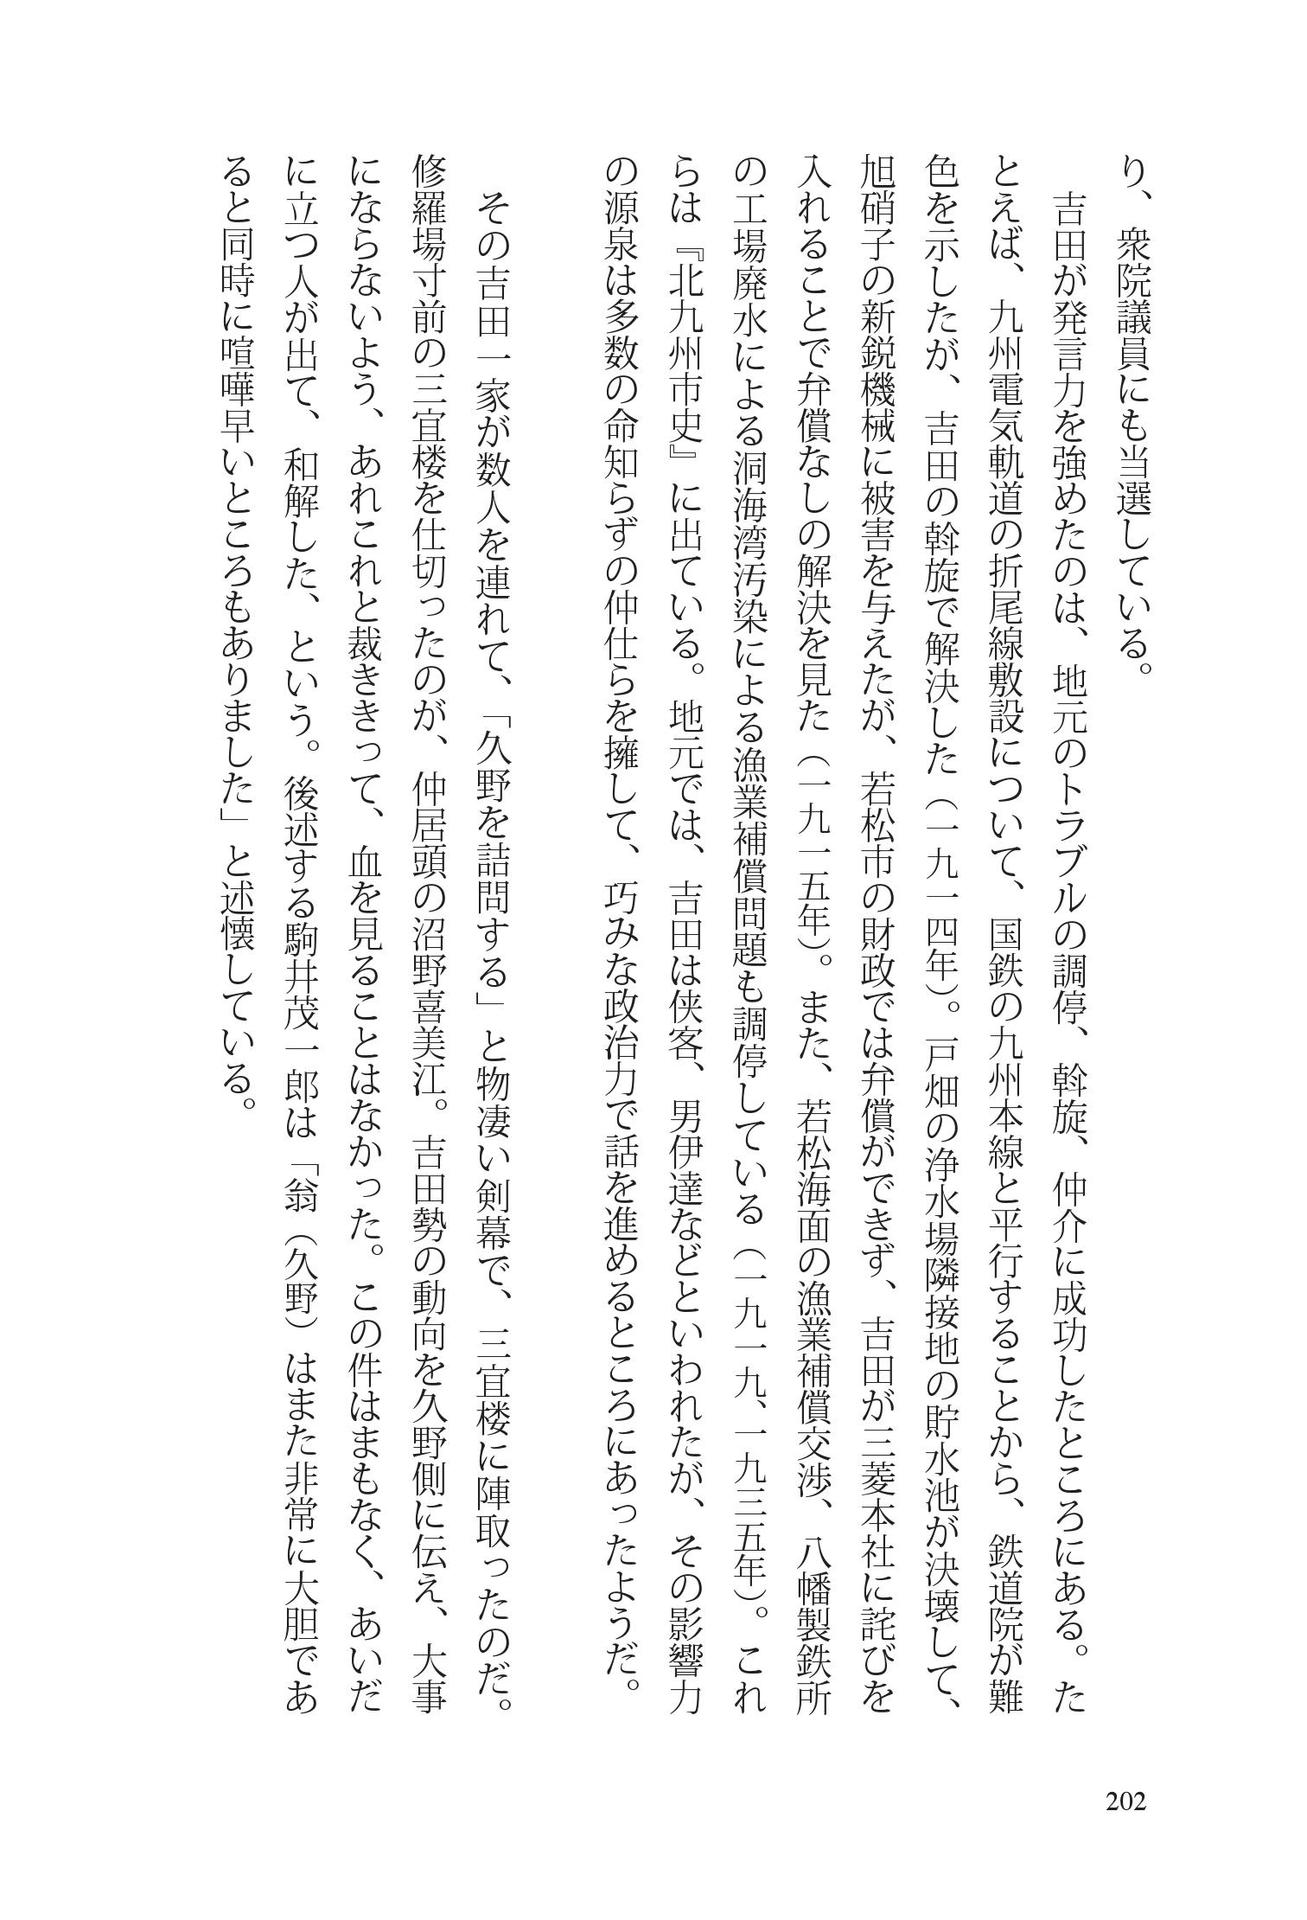 り、衆院議員にも当選している。
　吉田が発言力を強めたのは、地元のトラブルの調停、斡旋、仲介に成功したところにある。た
とえば、九州電気軌道の折尾線敷設について、国鉄の九州本線と平行することから、鉄道院が難
色を示したが、吉田の斡旋で解決した（一九一四年）。戸畑の浄水場隣接地の貯水池が決壊して、
旭硝子の新鋭機械に被害を与えたが、若松市の財政では弁償ができず、吉田が三菱本社に詫びを
入れることで弁償なしの解決を見た（一九一五年）。また、若松海面の漁業補償交渉、八幡製鉄所
の工場廃水による洞海湾汚染による漁業補償問題も調停している（一九一九、一九三五年）。これ
らは『北九州市史』に出ている。地元では、吉田は侠客、男伊達などといわれたが、その影響力
の源泉は多数の命知らずの仲仕らを擁して、巧みな政治力で話を進めるところにあったようだ。
　その吉田一家が数人を連れて、「久野を詰問する」と物凄い剣幕で、三宜楼に陣取ったのだ。
修羅場寸前の三宜楼を仕切ったのが、仲居頭の沼野喜美江。吉田勢の動向を久野側に伝え、大事
にならないよう、あれこれと裁ききって、血を見ることはなかった。この件はまもなく、あいだ
に立つ人が出て、和解した、という。後述する駒井茂一郎は「翁（久野）はまた非常に大胆であ
ると同時に喧嘩早いところもありました」と述懐している。
202